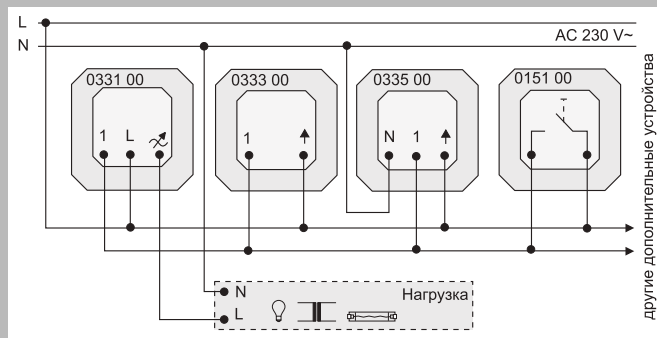 L
N
AC 230 V~
0331 00
0333 00
0335 00
0151 00
1 L
1
N 1
N
L
Нагрузка
другие дополнительные устройства